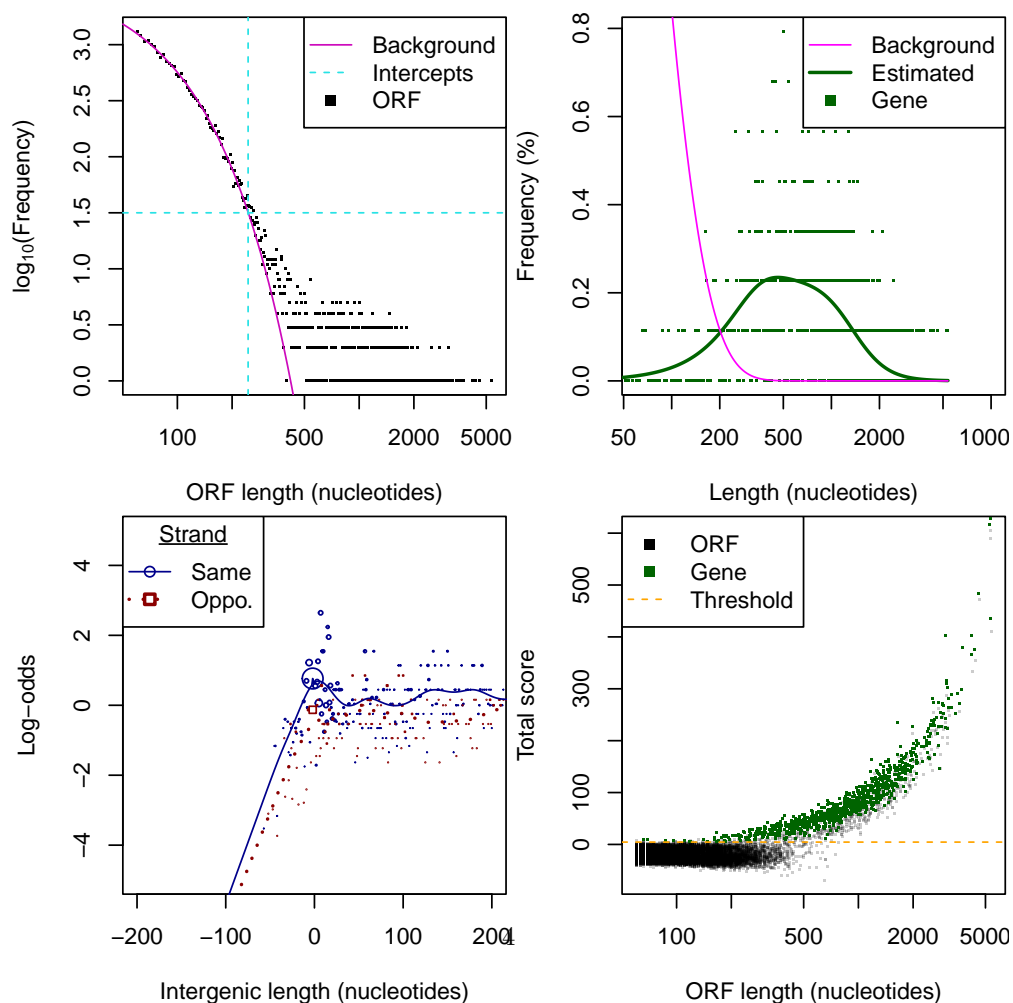 log10(Frequency)
0.0
0.5
1.0
1.5
2.0
2.5
3.0
Background
Intercepts
ORF
100 500 2000 5000
ORF length (nucleotides)
Frequency (%)
0.0
0.2
0.4
0.6
0.8
Background
Estimated
Gene
50 200 500 2000 1000
Length (nucleotides)
Log−odds
−4
−2
0
2
4
Strand
Same
Oppo.
−200 −100 0 100 200
4
Intergenic length (nucleotides)
Total score
0
100
300
500
ORF
Gene
Threshold
100 500 2000 5000
ORF length (nucleotides)